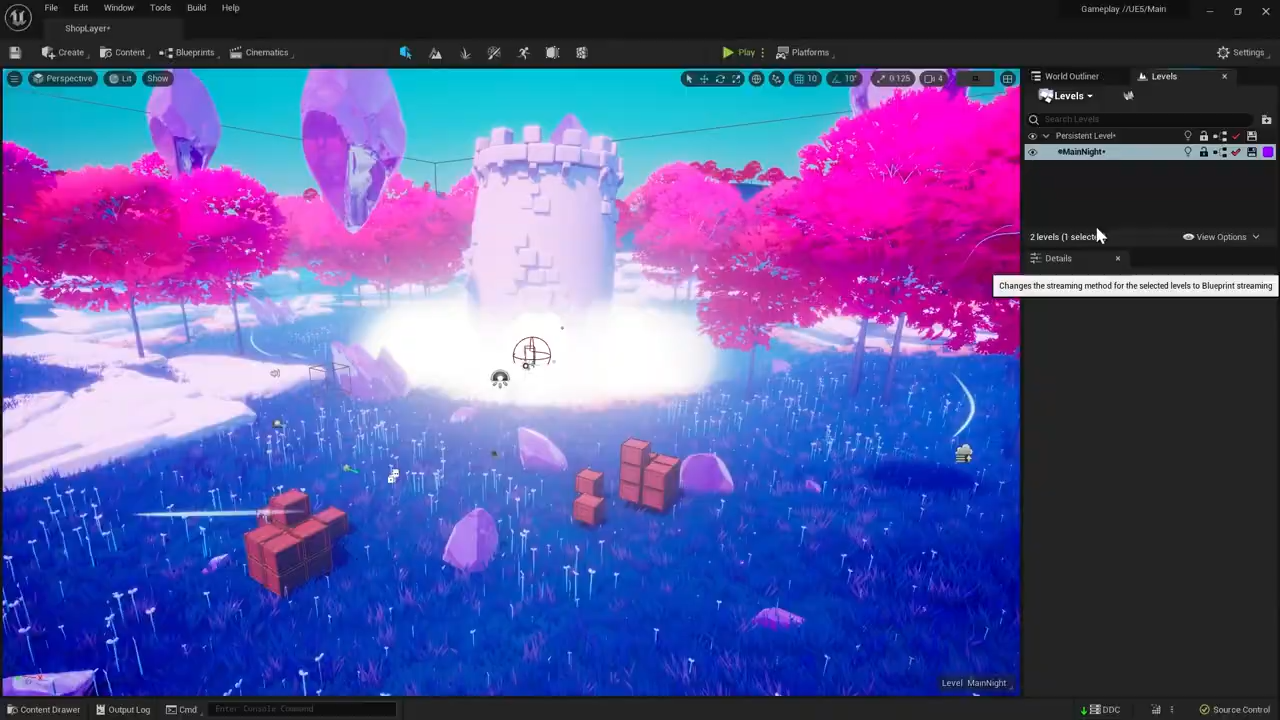 File Edit Window Tools Build Help
Gameplay //UE5/Main
ShopLayer*
Create Content Blueprints Cinematics Play Platforms Settings
Perspective Lit Show 10 10° 0.125 4
World Outliner Levels
Levels
Search Levels
Persistent Level*
MainNight*
2 levels (1 selecte
View Options
Details
Changes the streaming method for the selected levels to Blueprint streaming
Level MainNight
Content Drawer Output Log Cmd Enter Console Command DDC Source Control